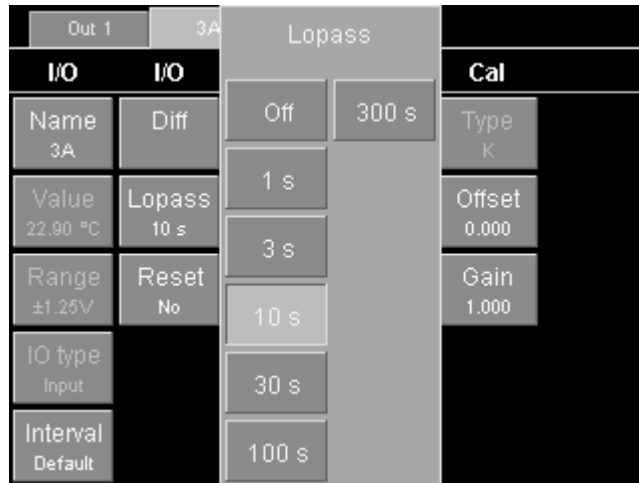 Out 1
3A
Lopass
I/O
I/O
Cal
Name
3A
Diff
Off
300 s
Type
K
Value
22.90 °C
Lopass
10 s
1 s
Offset
0.000
Range
±1.25V
Reset
No
3 s
Gain
1.000
10 s
IO type
Input
30 s
Interval
Default
100 s